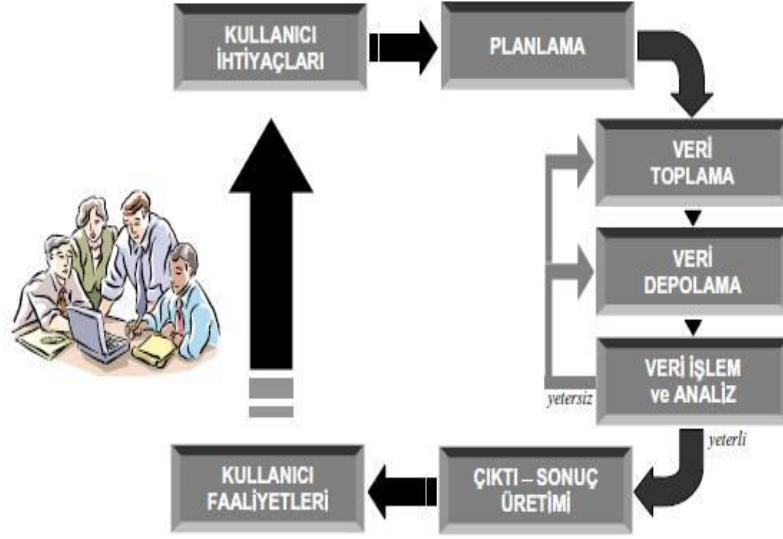 KULLANICI
İHTİYAÇLARI
PLANLAMA
VERİ
TOPLAMA
VERİ
DEPOLAMA
VERİ İŞLEM
ve ANALİZ
yetersiz
yeterli
ÇIKTI – SONUÇ
ÜRETİMİ
KULLANICI
FAALİYETLERİ